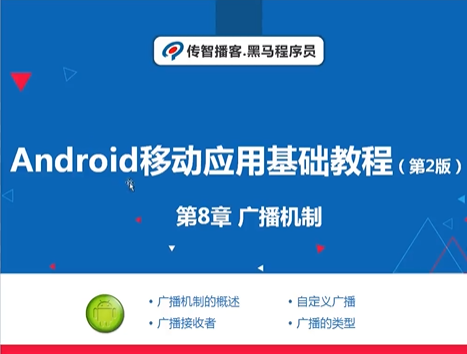 传智播客.黑马程序员
Android移动应用基础教程（第2版）
第8章 广播机制
• 广播机制的概述 • 自定义广播
• 广播接收者 • 广播的类型